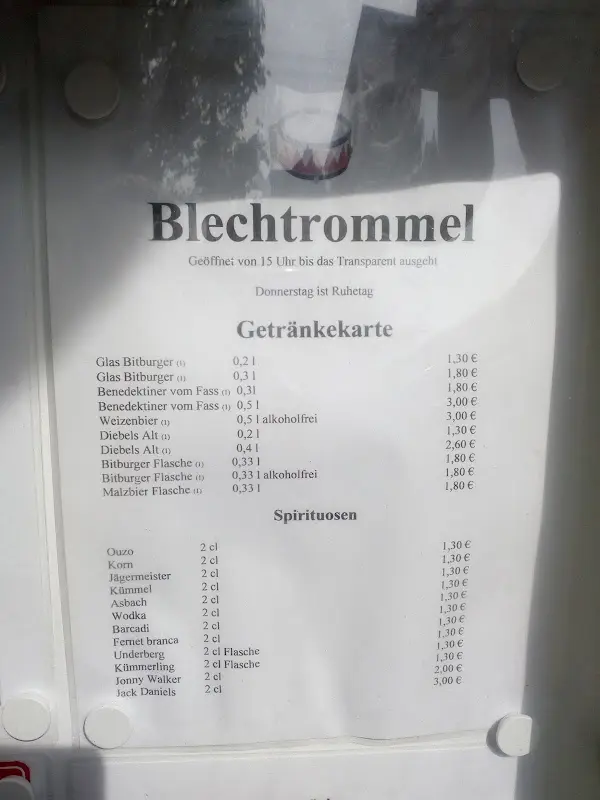 Blechtrommel
Geöffnet von 15 Uhr bis das Transparent ausgeht
Donnerstag ist Ruhetag
Getränkekarte
Glas Bitburger (1) 0,2 l 1,30 €
Glas Bitburger (1) 0,3 l 1,80 €
Benedektiner vom Fass (1) 0,3l 1,80 €
Benedektiner vom Fass (1) 0,5 l 3,00 €
Weizenbier (1) 0,5 l alkoholfrei 3,00 €
Diebels Alt (1) 0,2 l 1,30 €
Diebels Alt (1) 0,4 l 2,60 €
Bitburger Flasche (1) 0,33 l 1,80 €
Bitburger Flasche (1) 0,33 l alkoholfrei 1,80 €
Malzbier Flasche (1) 0,33 l 1,80 €
Spirituosen
Ouzo 2 cl 1,30 €
Korn 2 cl 1,30 €
Jägermeister 2 cl 1,30 €
Kümmel 2 cl 1,30 €
Asbach 2 cl 1,30 €
Wodka 2 cl 1,30 €
Barcadi 2 cl 1,30 €
Fernet branca 2 cl 1,30 €
Underberg 2 cl Flasche 1,30 €
Kümmerling 2 cl Flasche 1,30 €
Jonny Walker 2 cl 2,00 €
Jack Daniels 2 cl 3,00 €